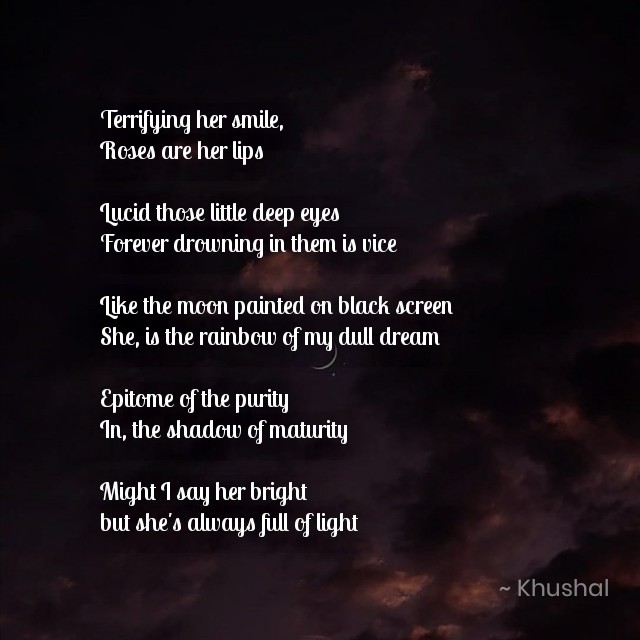 Terrifying her smile,
Roses are her lips
Lucid those little deep eyes
Forever drowning in them is vice
Like the moon painted on black screen
She, is the rainbow of my dull dream
Epitome of the purity
In, the shadow of maturity
Might I say her bright
but she's always full of light
~ Khushal